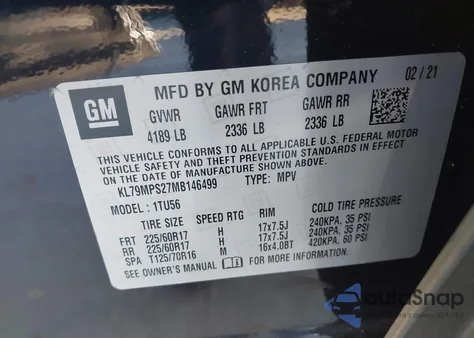 MFD BY GM KOREA COMPANY 02/21
GM
GVWR GAWR FRT GAWR RR
4189 LB 2336 LB 2336 LB
THIS VEHICLE CONFORMS TO ALL APPLICABLE U.S. FEDERAL MOTOR
VEHICLE SAFETY, BUMPER, AND THEFT PREVENTION STANDARDS IN EFFECT ON THE
DATE OF MANUFACTURE SHOWN ABOVE.
KL79MPS27MB146499 TYPE: MPV
MODEL: 1TU56
TIRE SIZE SPEED RTG RIM COLD TIRE PRESSURE
FRT 225/60R17 H 17x7.5J 240KPA, 35 PSI
RR 225/60R17 H 17x7.5J 240KPA, 35 PSI
SPA T125/70R16 M 16x4.0BT 420KPA, 60 PSI
SEE OWNER'S MANUAL FOR MORE INFORMATION.
AutoSnap